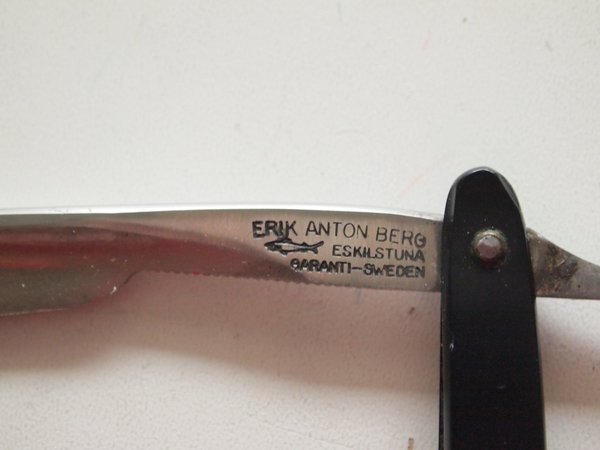 ERIK ANTON BERG
ESKILSTUNA
GARANTI-SWEDEN